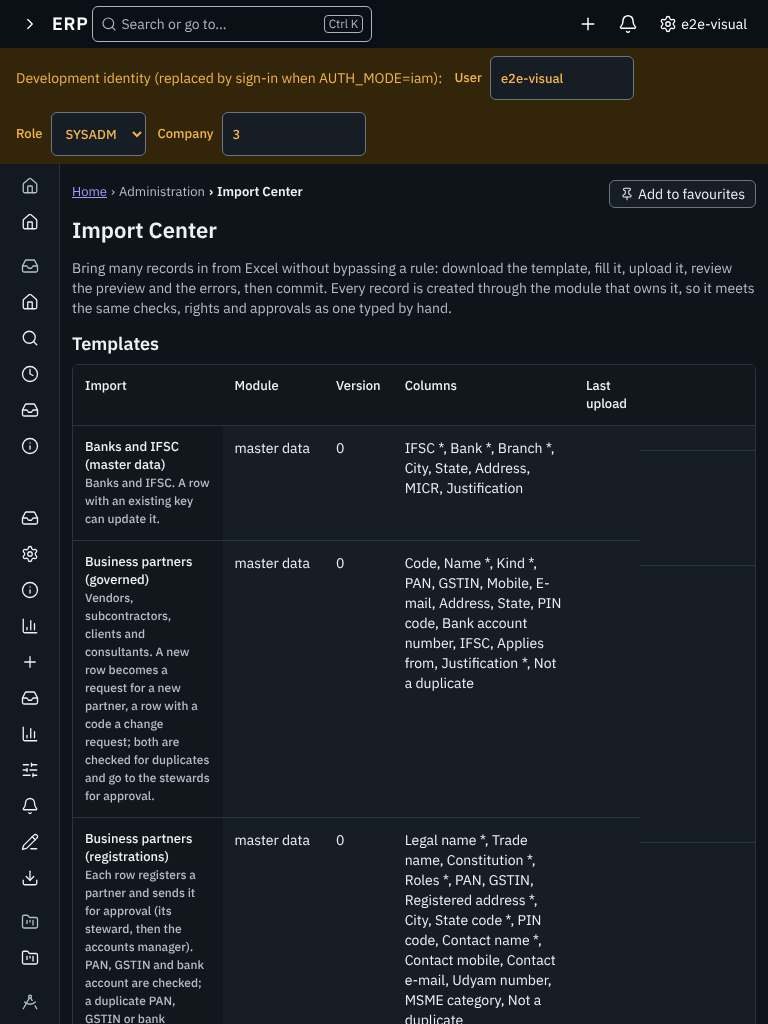 ERP
Search or go to...
Ctrl K
e2e-visual
Development identity (replaced by sign-in when AUTH_MODE=iam):
User
e2e-visual
Role
SYSADM
Company
3
Home › Administration › Import Center
Add to favourites
Import Center
Bring many records in from Excel without bypassing a rule: download the template, fill it, upload it, review
the preview and the errors, then commit. Every record is created through the module that owns it, so it meets
the same checks, rights and approvals as one typed by hand.
Templates
Import
Module
Version
Columns
Last
upload
Banks and IFSC
(master data)
Banks and IFSC. A row
with an existing key
can update it.
master data
0
IFSC *, Bank *, Branch *,
City, State, Address,
MICR, Justification
Business partners
(governed)
Vendors,
subcontractors,
clients and
consultants. A new
row becomes a
request for a new
partner, a row with a
code a change
request; both are
checked for duplicates
and go to the stewards
for approval.
master data
0
Code, Name *, Kind *,
PAN, GSTIN, Mobile, E-
mail, Address, State, PIN
code, Bank account
number, IFSC, Applies
from, Justification *, Not
a duplicate
Business partners
(registrations)
Each row registers a
partner and sends it
for approval (its
steward, then the
accounts manager).
PAN, GSTIN and bank
account are checked;
a duplicate PAN,
GSTIN or bank
master data
0
Legal name *, Trade
name, Constitution *,
Roles *, PAN, GSTIN,
Registered address *,
City, State code *, PIN
code, Contact name *,
Contact mobile, Contact
e-mail, Udyam number,
MSME category, Not a
duplicate